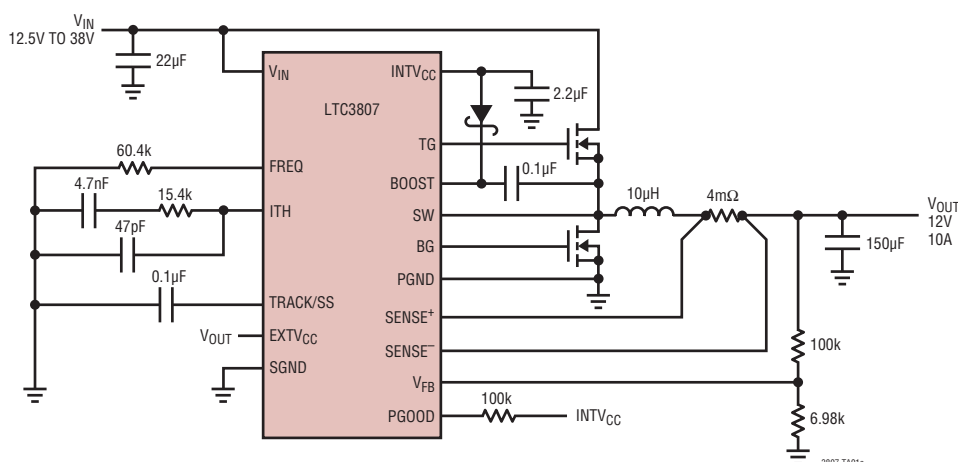 VIN
12.5V TO 38V
22µF
VIN
INTVCC
2.2µF
LTC3807
TG
60.4k
FREQ
BOOST
0.1µF
4.7nF
15.4k
ITH
SW
10µH
4mΩ
VOUT
12V
10A
47pF
BG
150µF
PGND
0.1µF
TRACK/SS
SENSE+
VOUT
EXTVCC
SENSE–
100k
SGND
VFB
100k
PGOOD
INTVCC
6.98k
3807 TA01a